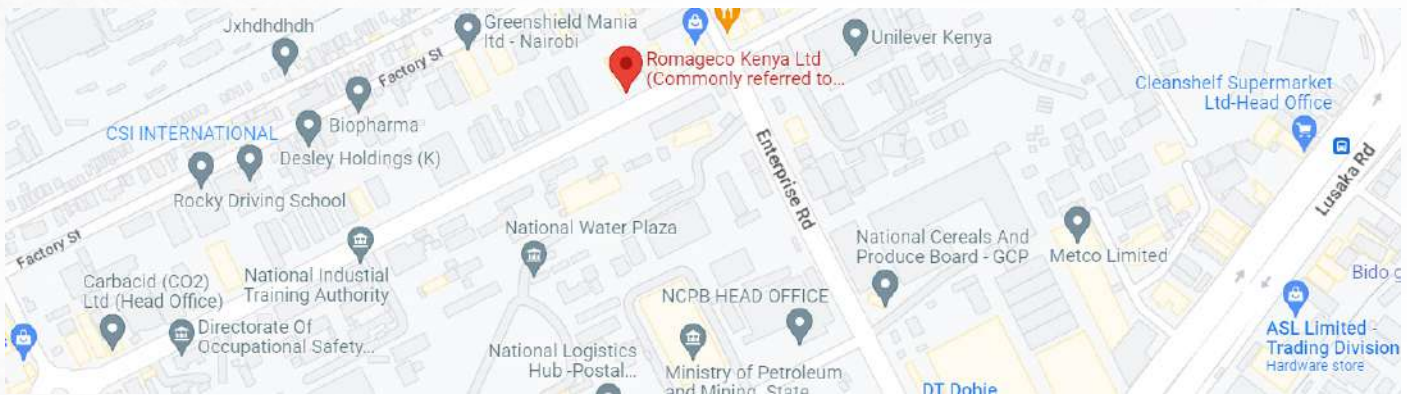 Jxhdhdhdh
Greenshield Mania
ltd - Nairobi
Factory St
Romageco Kenya Ltd
(Commonly referred to...
Unilever Kenya
Cleanshelf Supermarket
Ltd-Head Office
CSI INTERNATIONAL
Biopharma
Desley Holdings (K)
Rocky Driving School
Enterprise Rd
Lusaka Rd
National Water Plaza
Factory St
National Industial
Training Authority
National Cereals And
Produce Board - GCP
Metco Limited
Carbacid (CO2)
Ltd (Head Office)
NCPB HEAD OFFICE
Bido g
Directorate Of
Occupational Safety...
National Logistics
Hub -Postal...
Ministry of Petroleum
and Mining, State
ASL Limited -
Trading Division
Hardware store
DT Dobie